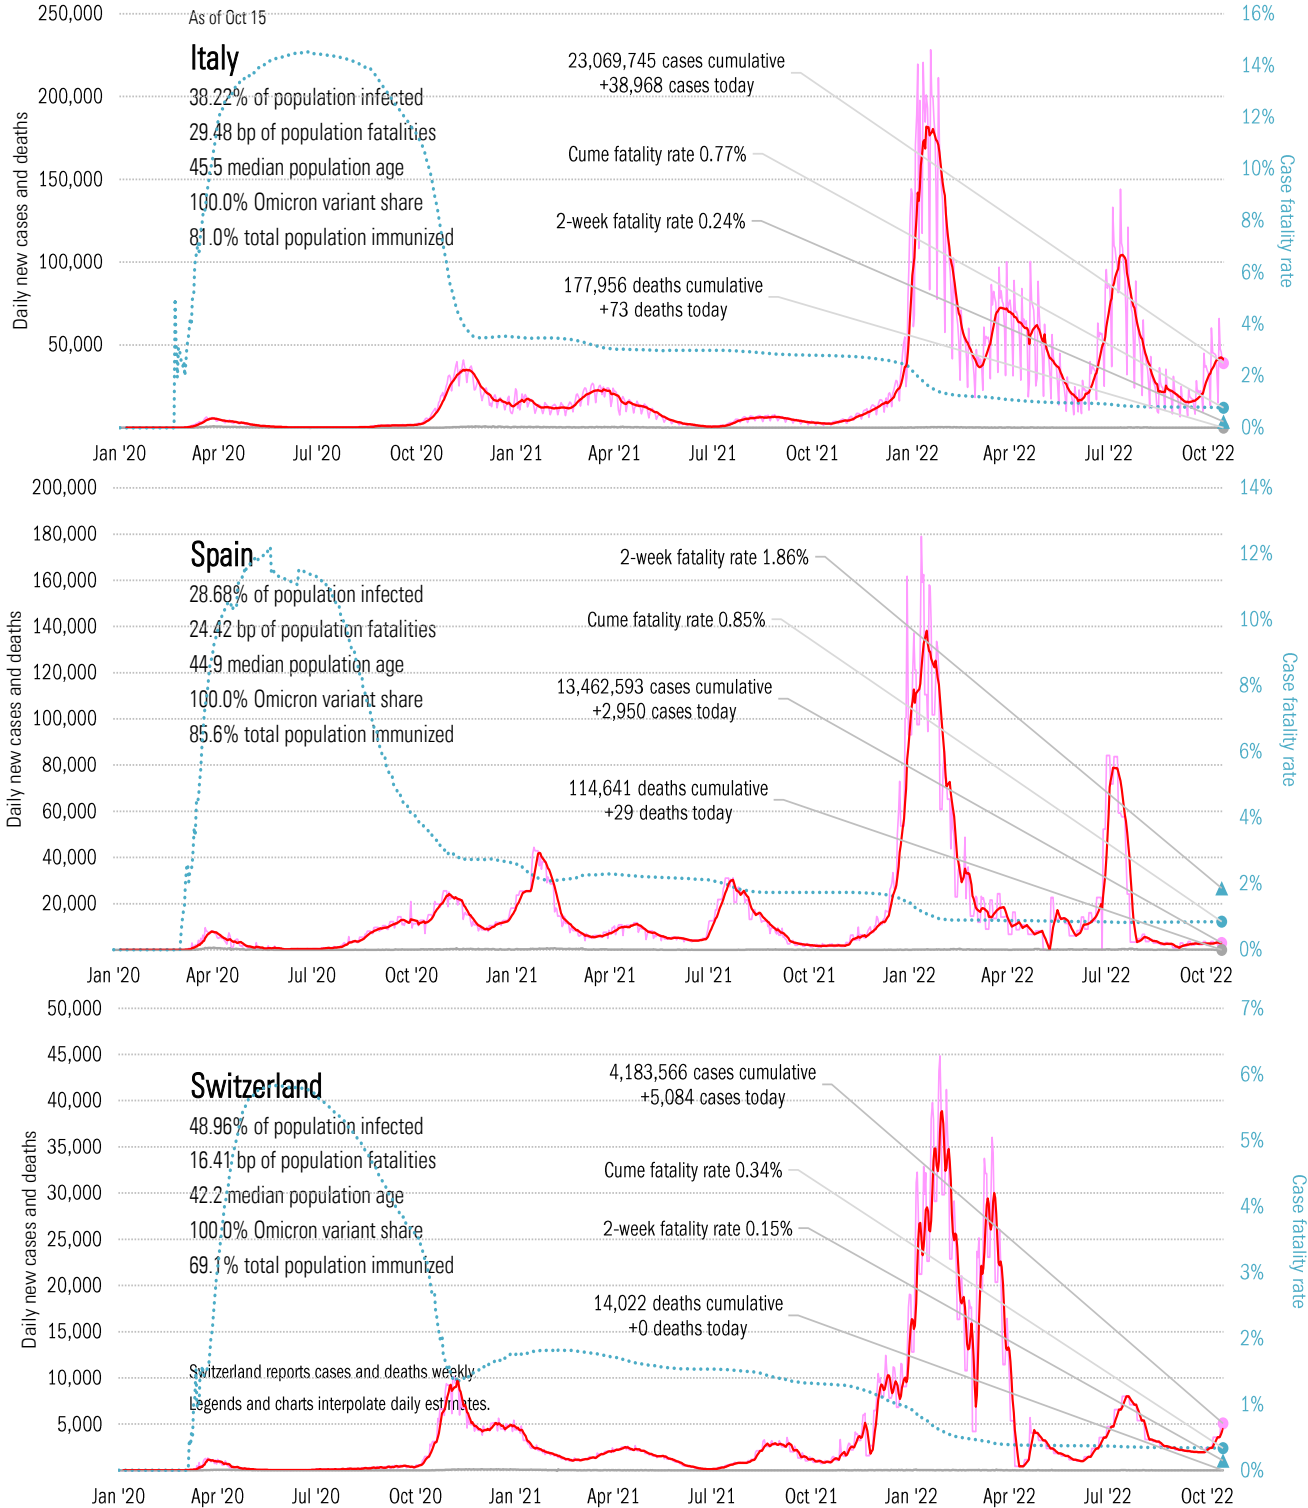 As of Oct 15
Italy
38.22% of population infected
29.48 bp of population fatalities
45.5 median population age
100.0% Omicron variant share
81.0% total population immunized
23,069,745 cases cumulative
+38,968 cases today
Cume fatality rate 0.77%
2-week fatality rate 0.24%
177,956 deaths cumulative
+73 deaths today
Daily new cases and deaths
250,000
200,000
150,000
100,000
50,000
Case fatality rate
16%
14%
12%
10%
8%
6%
4%
2%
0%
Jan '20 Apr '20 Jul '20 Oct '20 Jan '21 Apr '21 Jul '21 Oct '21 Jan '22 Apr '22 Jul '22 Oct '22
Spain
28.68% of population infected
24.42 bp of population fatalities
44.9 median population age
100.0% Omicron variant share
85.6% total population immunized
2-week fatality rate 1.86%
Cume fatality rate 0.85%
13,462,593 cases cumulative
+2,950 cases today
114,641 deaths cumulative
+29 deaths today
Daily new cases and deaths
200,000
180,000
160,000
140,000
120,000
100,000
80,000
60,000
40,000
20,000
Case fatality rate
14%
12%
10%
8%
6%
4%
2%
0%
Jan '20 Apr '20 Jul '20 Oct '20 Jan '21 Apr '21 Jul '21 Oct '21 Jan '22 Apr '22 Jul '22 Oct '22
Switzerland
48.96% of population infected
16.41 bp of population fatalities
42.2 median population age
100.0% Omicron variant share
69.1% total population immunized
4,183,566 cases cumulative
+5,084 cases today
Cume fatality rate 0.34%
2-week fatality rate 0.15%
14,022 deaths cumulative
+0 deaths today
Switzerland reports cases and deaths weekly
Legends and charts interpolate daily estimates.
Daily new cases and deaths
50,000
45,000
40,000
35,000
30,000
25,000
20,000
15,000
10,000
5,000
Case fatality rate
7%
6%
5%
4%
3%
2%
1%
0%
Jan '20 Apr '20 Jul '20 Oct '20 Jan '21 Apr '21 Jul '21 Oct '21 Jan '22 Apr '22 Jul '22 Oct '22